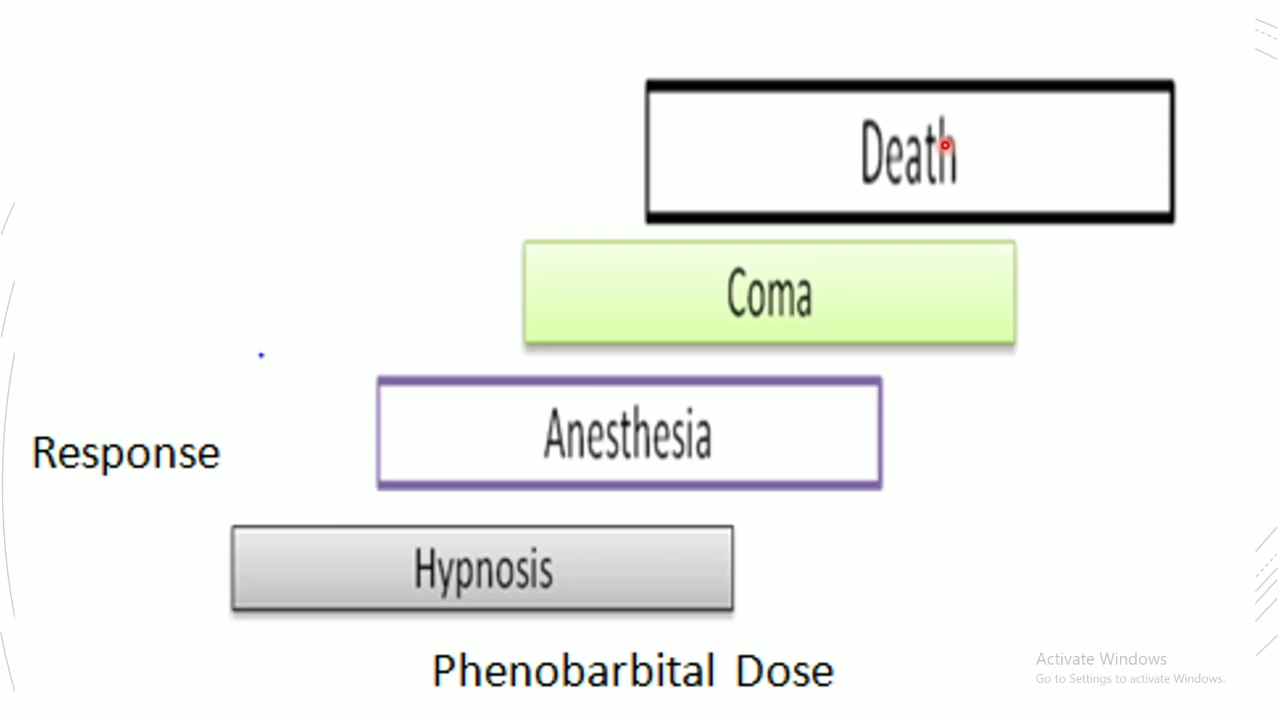 Death
Coma
Anesthesia
Response
Hypnosis
Phenobarbital Dose
Activate Windows
Go to Settings to activate Windows.